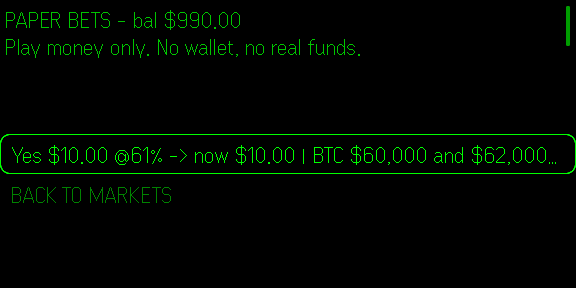 PAPER BETS - bal $990.00
Play money only. No wallet, no real funds.
Yes $10.00 @61% -> now $10.00 | BTC $60,000 and $62,000...
BACK TO MARKETS